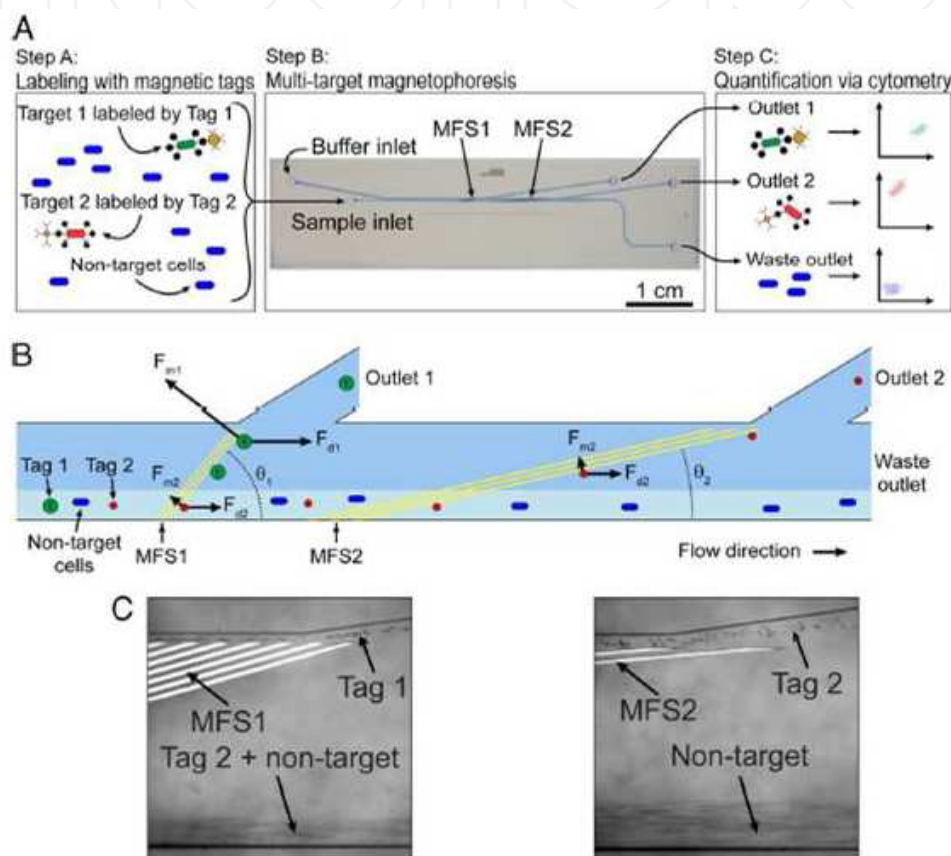 A
Step A:
Labeling with magnetic tags
Target 1 labeled by Tag 1
Target 2 labeled by Tag 2
Non-target cells
Step B:
Multi-target magnetophoresis
MFS1
MFS2
Buffer inlet
Sample inlet
1 cm
Step C:
Quantification via cytometry
Outlet 1
Outlet 2
Waste outlet
B
Fm1
Outlet 1
Outlet 2
Fd1
Fm2
Tag 1
Tag 2
Fm2
θ1
Fd2
θ2
Waste
outlet
Fd2
Non-target
cells
MFS1
MFS2
Flow direction
C
Tag 1
MFS1
Tag 2 + non-target
Tag 2
MFS2
Non-target